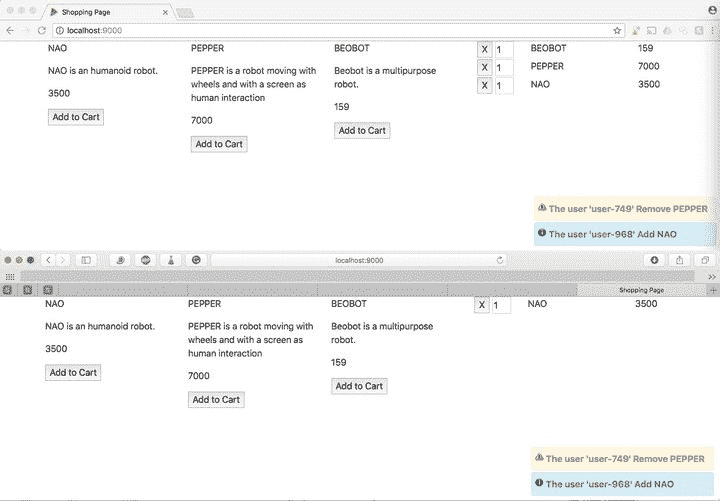 Shopping Page
localhost:9000
NAO PEPPER BEOBOT X 1 BEOBOT 159
NAO is an humanoid robot. PEPPER is a robot moving with Beobot is a multipurpose X 1 PEPPER 7000
wheels and with a screen as robot. X 1 NAO 3500
3500 human interaction 159
Add to Cart 7000 Add to Cart
Add to Cart
The user 'user-749' Remove PEPPER
The user 'user-968' Add NAO
localhost:9000
Shopping Page
NAO PEPPER BEOBOT X 1 NAO 3500
NAO is an humanoid robot. PEPPER is a robot moving with Beobot is a multipurpose
wheels and with a screen as robot.
3500 human interaction 159
Add to Cart 7000 Add to Cart
Add to Cart
The user 'user-749' Remove PEPPER
The user 'user-968' Add NAO